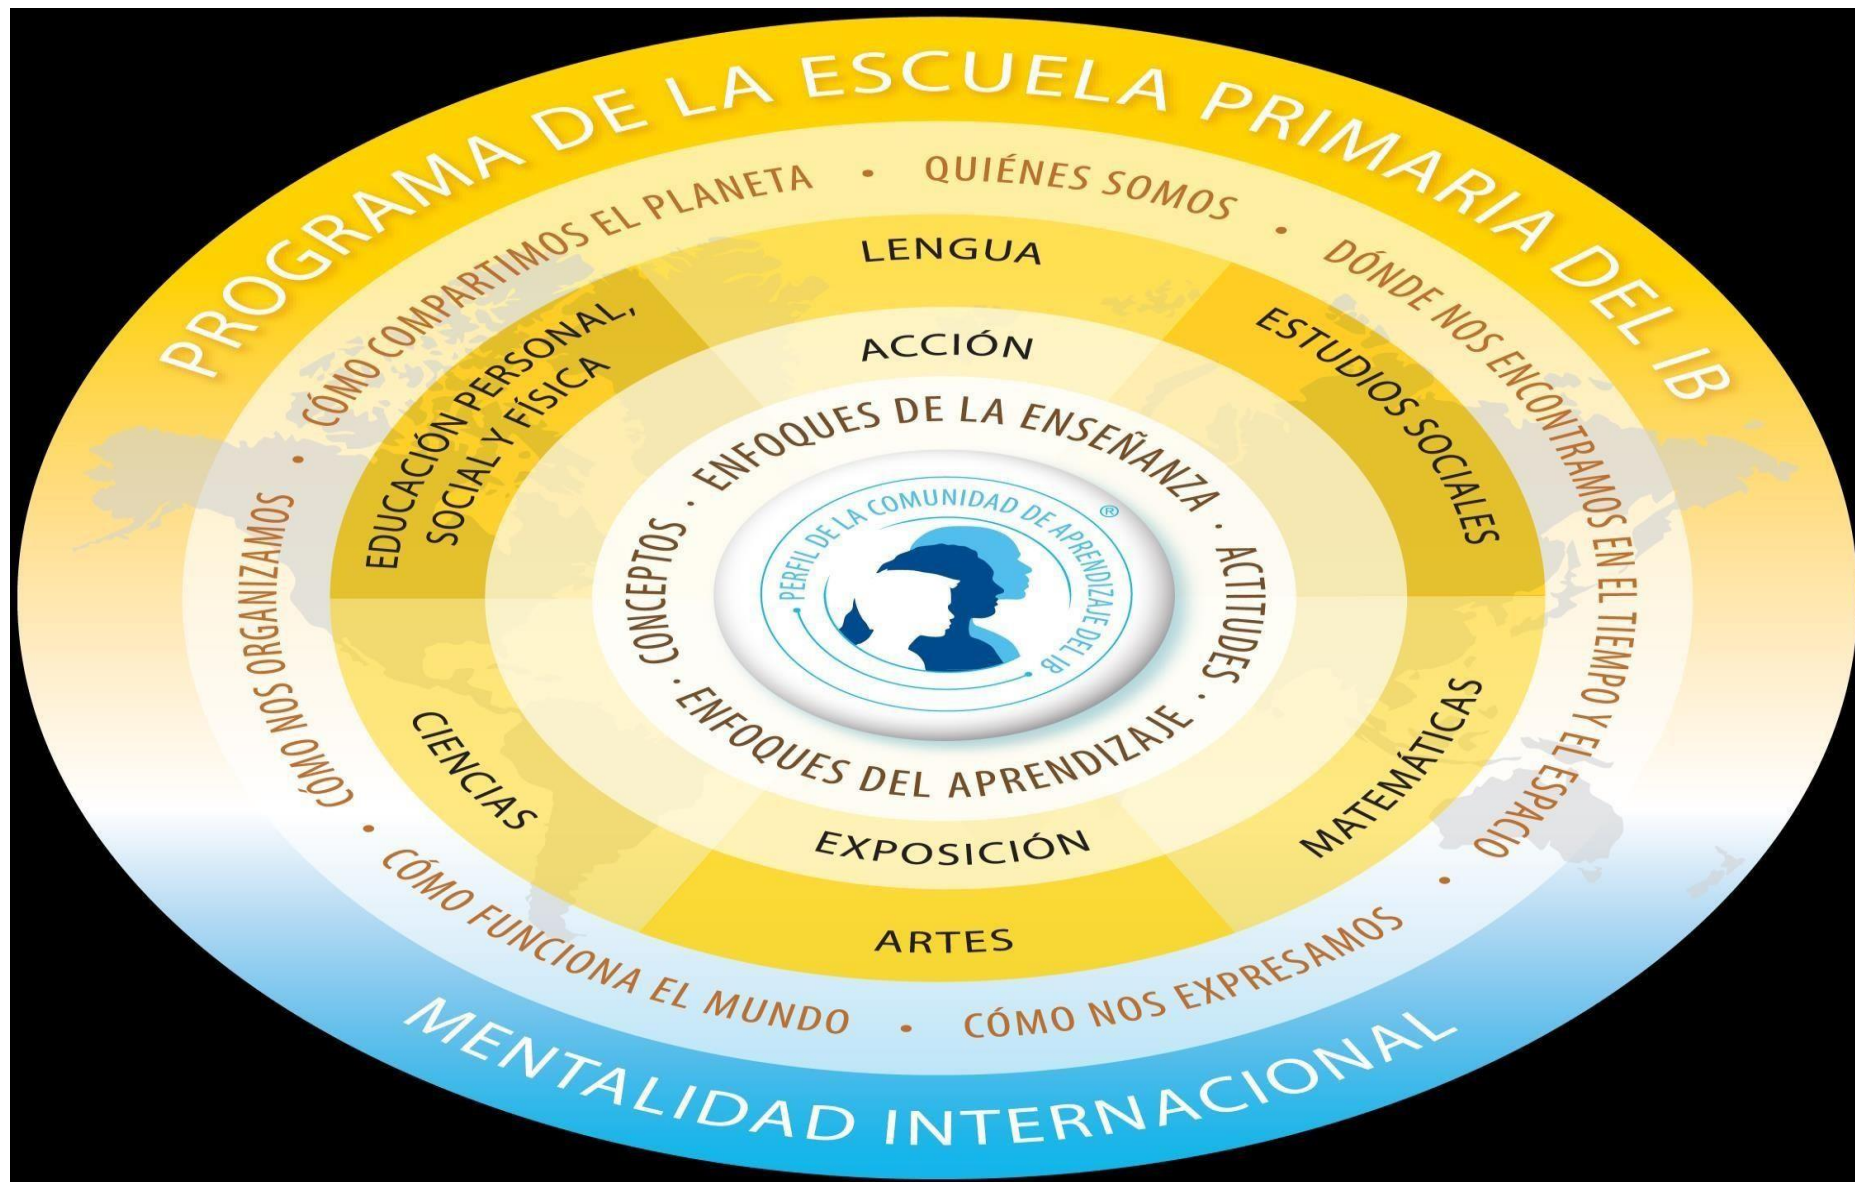 PROGRAMA DE LA ESCUELA PRIMARIA DEL IB
CÓMO COMPARTIMOS EL PLANETA • QUIÉNES SOMOS • DÓNDE NOS ENCONTRAMOS EN EL TIEMPO Y EL ESPACIO • CÓMO NOS EXPRESAMOS • CÓMO FUNCIONA EL MUNDO • CÓMO NOS ORGANIZAMOS •
LENGUA
ESTUDIOS SOCIALES
MATEMÁTICAS
ARTES
CIENCIAS
EDUCACIÓN PERSONAL,
SOCIAL Y FÍSICA
ACCIÓN
EXPOSICIÓN
ENFOQUES DE LA ENSEÑANZA · ACTITUDES · ENFOQUES DEL APRENDIZAJE · CONCEPTOS ·
PERFIL DE LA COMUNIDAD DE APRENDIZAJE DEL IB
®
MENTALIDAD INTERNACIONAL